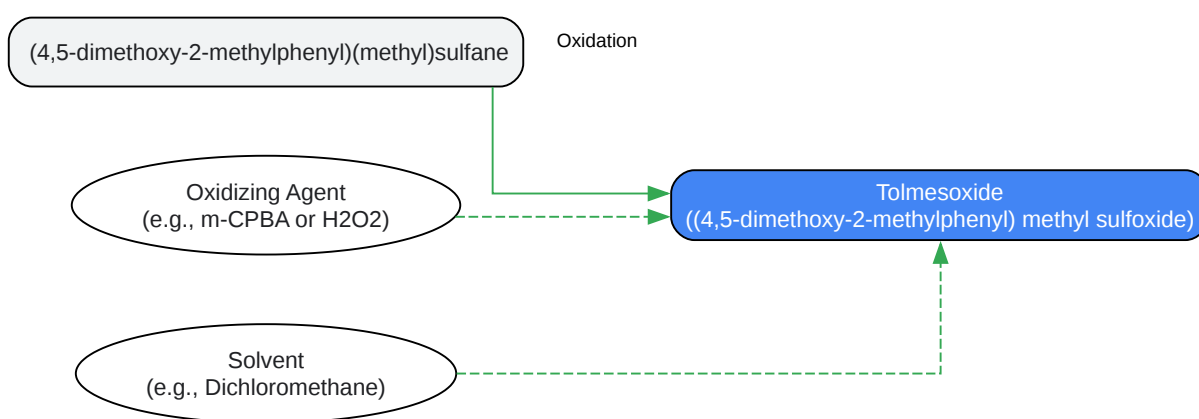 (4,5-dimethoxy-2-methylphenyl)(methyl)sulfane
Oxidation
Oxidizing Agent
(e.g., m-CPBA or H2O2)
Tolmesoxide
((4,5-dimethoxy-2-methylphenyl) methyl sulfoxide)
Solvent
(e.g., Dichloromethane)